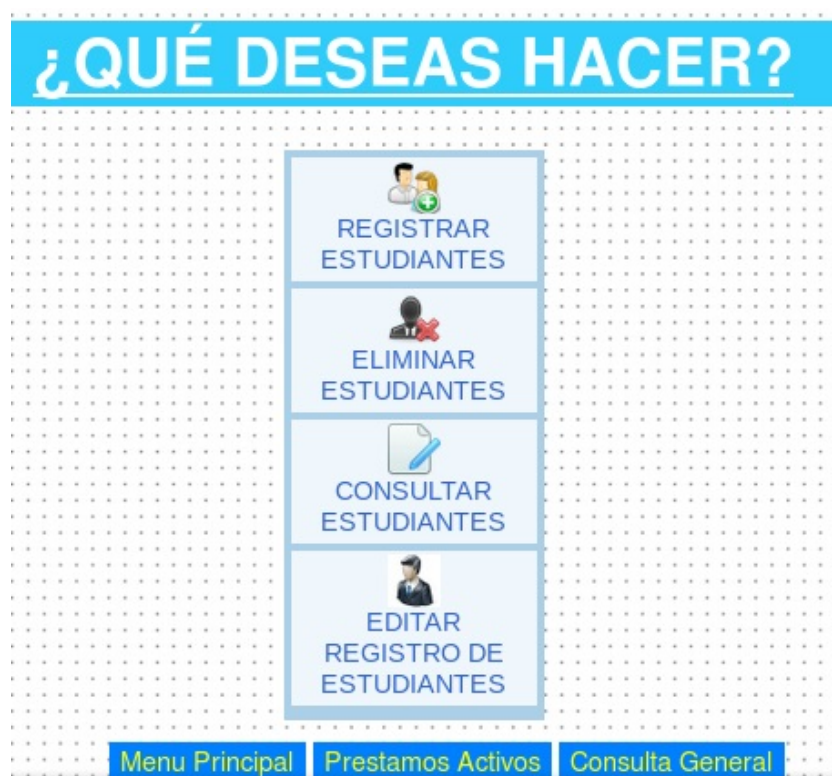 ¿QUÉ DESEAS HACER?
REGISTRAR
ESTUDIANTES
ELIMINAR
ESTUDIANTES
CONSULTAR
ESTUDIANTES
EDITAR
REGISTRO DE
ESTUDIANTES
Menu Principal Prestamos Activos Consulta General